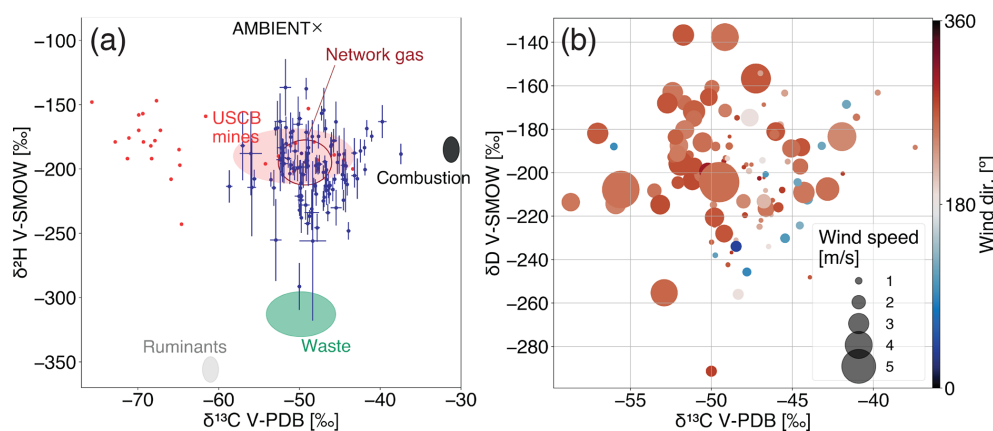 (a)
AMBIENT×
Network gas
USCB
mines
Combustion
Waste
Ruminants
−100
−150
−200
−250
−300
−350
δ²H V-SMOW [‰]
−70
−60
−50
−40
−30
δ¹³C V-PDB [‰]
(b)
−140
−160
−180
−200
−220
−240
−260
−280
δD V-SMOW [‰]
−55
−50
−45
−40
δ¹³C V-PDB [‰]
Wind speed
[m/s]
1
2
3
4
5
360
180
0
Wind dir. [°]